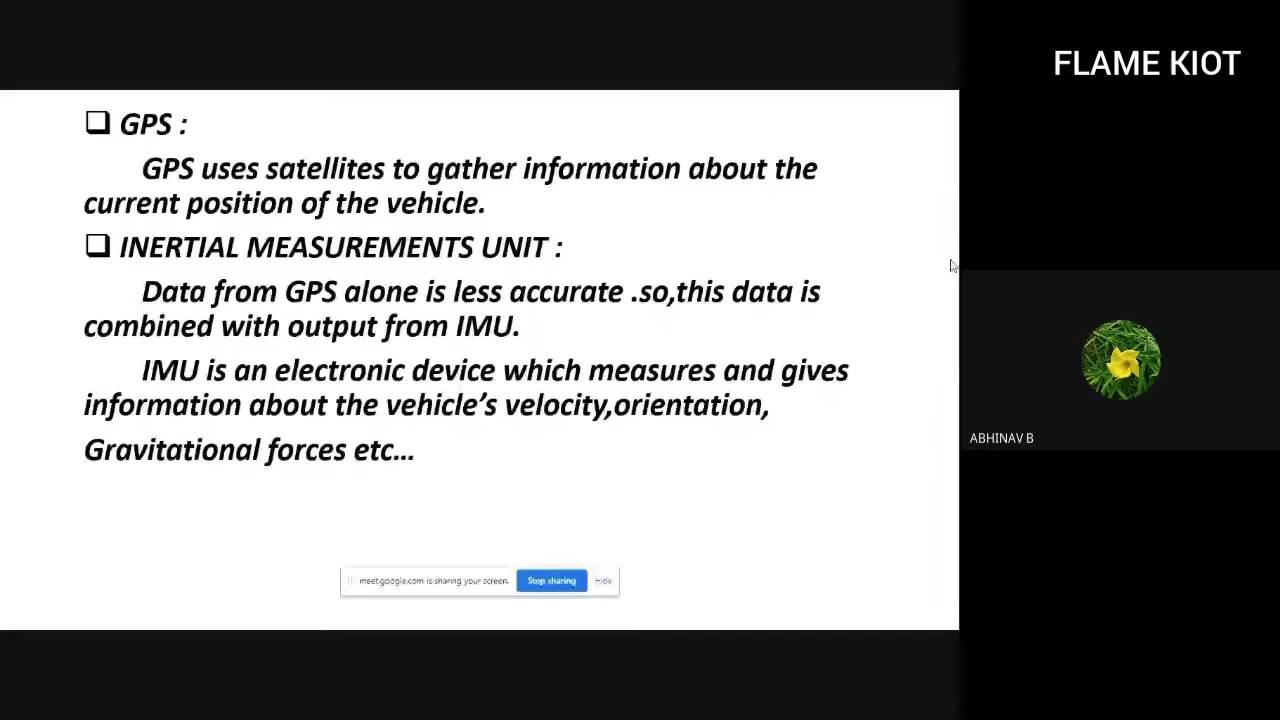 FLAME KIOT
❑ GPS :
GPS uses satellites to gather information about the
current position of the vehicle.
❑ INERTIAL MEASUREMENTS UNIT :
Data from GPS alone is less accurate .so,this data is
combined with output from IMU.
IMU is an electronic device which measures and gives
information about the vehicle’s velocity,orientation,
Gravitational forces etc...
ABHINAV B
meet.google.com is sharing your screen. Stop sharing Hide